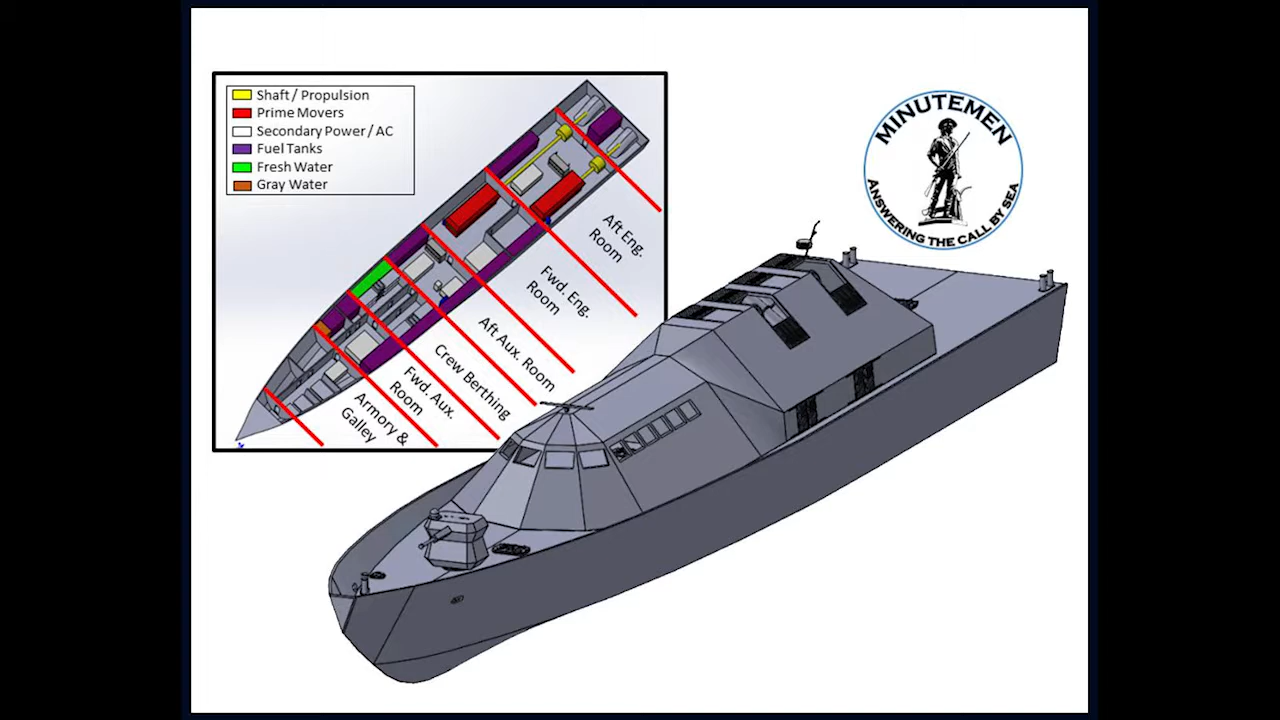 Shaft / Propulsion
Prime Movers
Secondary Power / AC
Fuel Tanks
Fresh Water
Gray Water
Aft Eng.
Room
Fwd. Eng.
Room
Aft Aux. Room
Crew Berthing
Fwd. Aux.
Room
Armory &
Galley
MINUTEMEN
ANSWERING THE CALL BY SEA